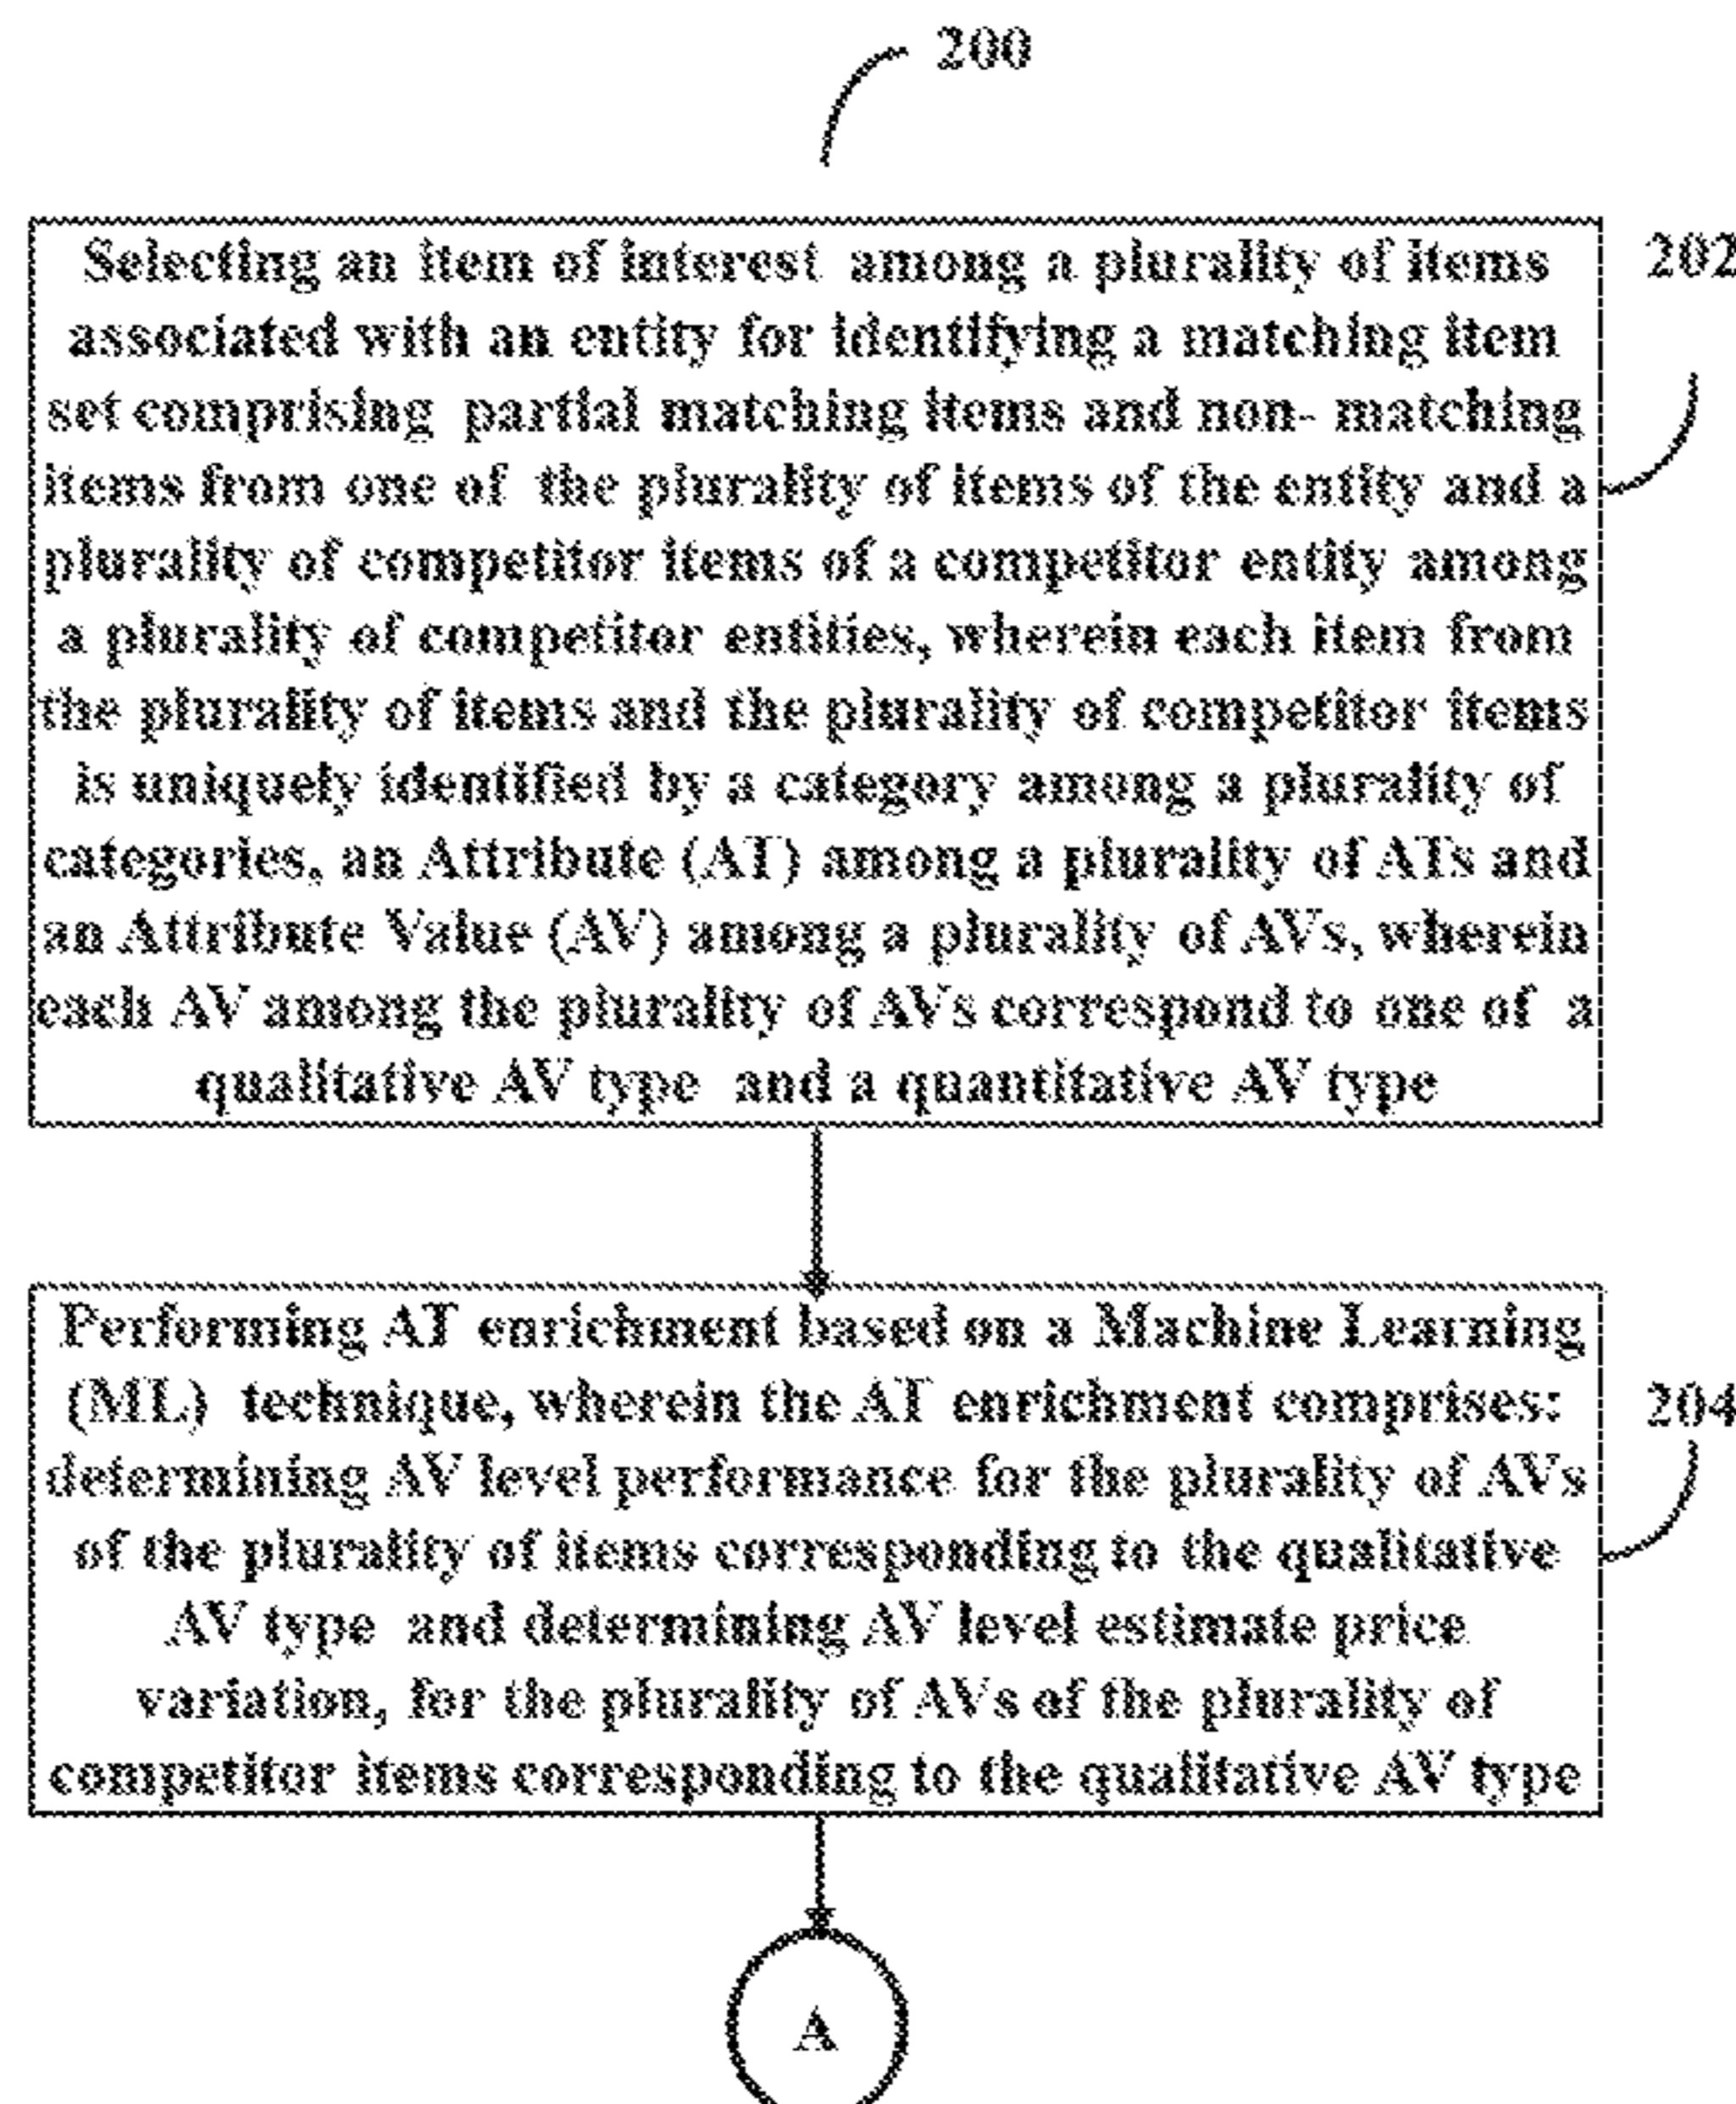 200
202
Selecting an item of interest among a plurality of items
associated with an entity for identifying a matching item
set comprising partial matching items and non- matching
items from one of the plurality of items of the entity and a
plurality of competitor items of a competitor entity among
a plurality of competitor entities, wherein each item from
the plurality of items and the plurality of competitor items
is uniquely identified by a category among a plurality of
categories, an Attribute (AT) among a plurality of ATs and
an Attribute Value (AV) among a plurality of AVs, wherein
each AV among the plurality of AVs correspond to one of a
qualitative AV type and a quantitative AV type
204
Performing AT enrichment based on a Machine Learning
(ML) technique, wherein the AT enrichment comprises:
determining AV level performance for the plurality of AVs
of the plurality of items corresponding to the qualitative
AV type and determining AV level estimate price
variation, for the plurality of AVs of the plurality of
competitor items corresponding to the qualitative AV type
A